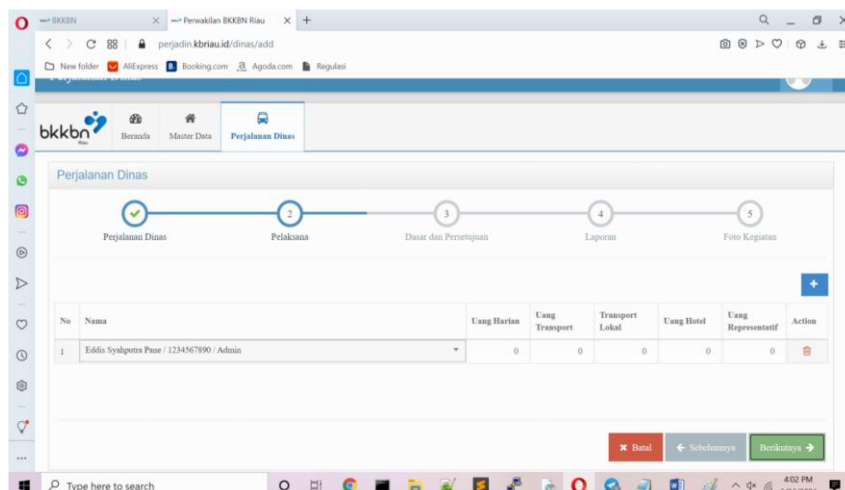 BKKBN
Perwakilan BKKBN Riau
perjadin.kbriau.id/dinas/add
New folder AliExpress Booking.com Agoda.com Regulasi
bkkbn
Riau
Beranda
Master Data
Perjalanan Dinas
Perjalanan Dinas
2 3 4 5
Perjalanan Dinas Pelaksana Dasar dan Persetujuan Laporan Foto Kegiatan
+
No Nama Uang Harian Uang Transport Transport Lokal Uang Hotel Uang Representatif Action
1 Eddis Syahputra Pane / 1234567890 / Admin 0 0 0 0 0
Batal Sebelumnya Berikutnya
Type here to search
4:02 PM